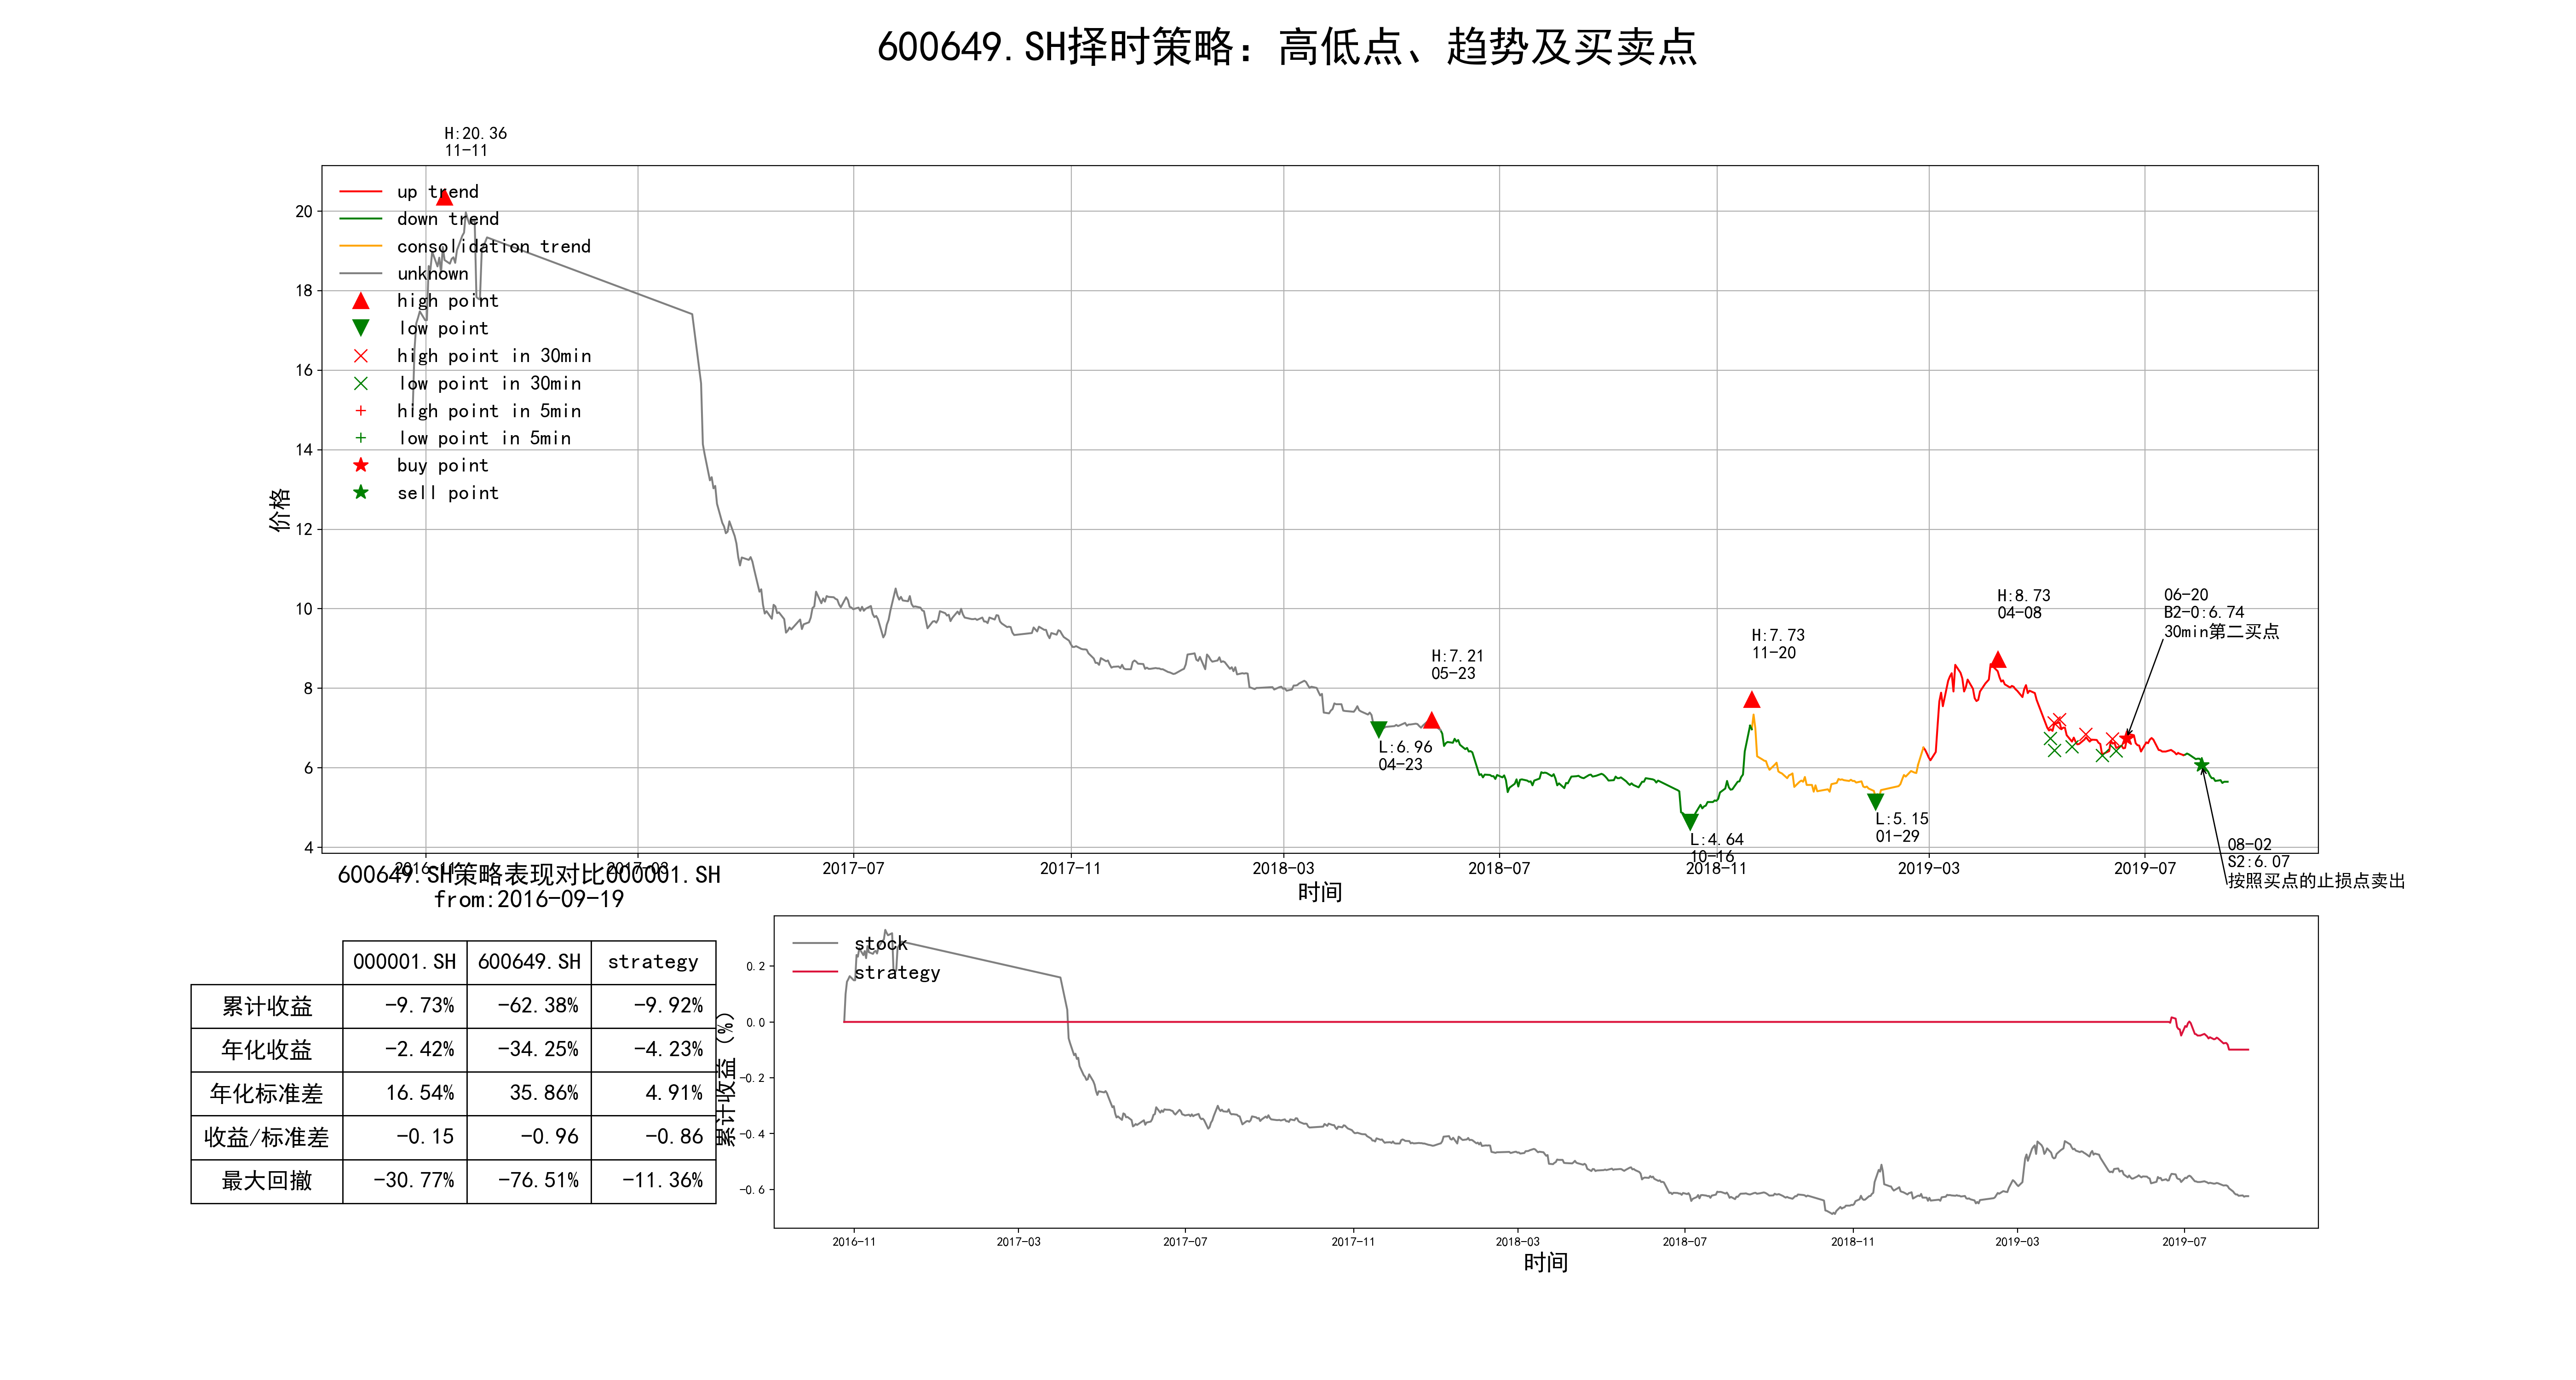 600649.SH择时策略：高低点、趋势及买卖点
H:20.36
11-11
up trend
down trend
consolidation trend
unknown
high point
low point
high point in 30min
low point in 30min
high point in 5min
low point in 5min
buy point
sell point
价格
20
18
16
14
12
10
8
6
4
L:6.96
04-23
H:7.21
05-23
L:4.64
10-16
H:7.73
11-20
L:5.15
01-29
H:8.73
04-08
06-20
B2-0:6.74
30min第二买点
08-02
S2:6.07
按照买点的止损点卖出
2016-11
2017-03
2017-07
2017-11
2018-03
2018-07
2018-11
2019-03
2019-07
时间
600649.SH策略表现对比000001.SH
from:2016-09-19
000001.SH 600649.SH strategy
累计收益 -9.73% -62.38% -9.92%
年化收益 -2.42% -34.25% -4.23%
年化标准差 16.54% 35.86% 4.91%
收益/标准差 -0.15 -0.96 -0.86
最大回撤 -30.77% -76.51% -11.36%
累计收益（%）
stock
strategy
0.2
0.0
-0.2
-0.4
-0.6
2016-11
2017-03
2017-07
2017-11
2018-03
2018-07
2018-11
2019-03
2019-07
时间